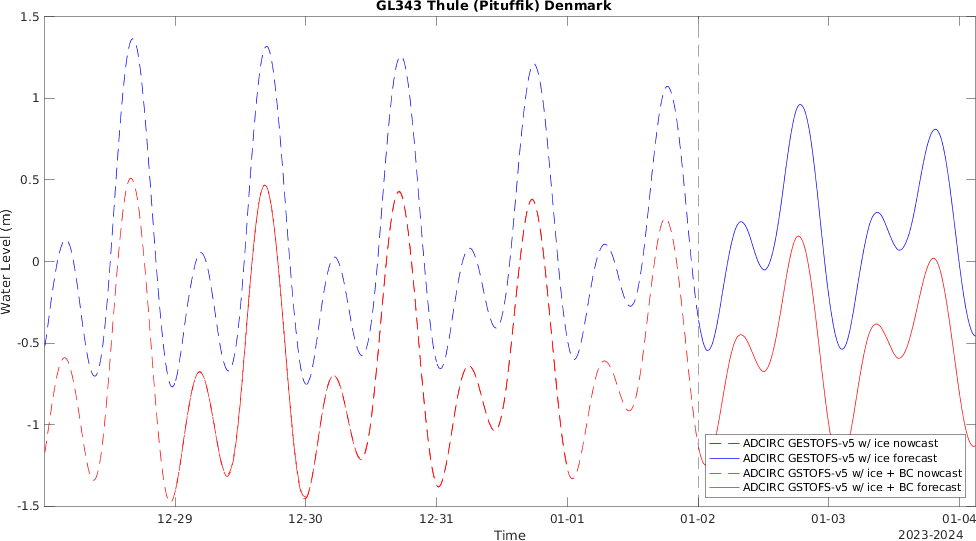 GL343 Thule (Pituffik) Denmark
1.5
1
0.5
0
-0.5
-1
-1.5
Water Level (m)
12-29
12-30
12-31
01-01
01-02
01-03
01-04
Time
2023-2024
ADCIRC GESTOFS-v5 w/ ice nowcast
ADCIRC GESTOFS-v5 w/ ice forecast
ADCIRC GSTOFS-v5 w/ ice + BC nowcast
ADCIRC GSTOFS-v5 w/ ice + BC forecast